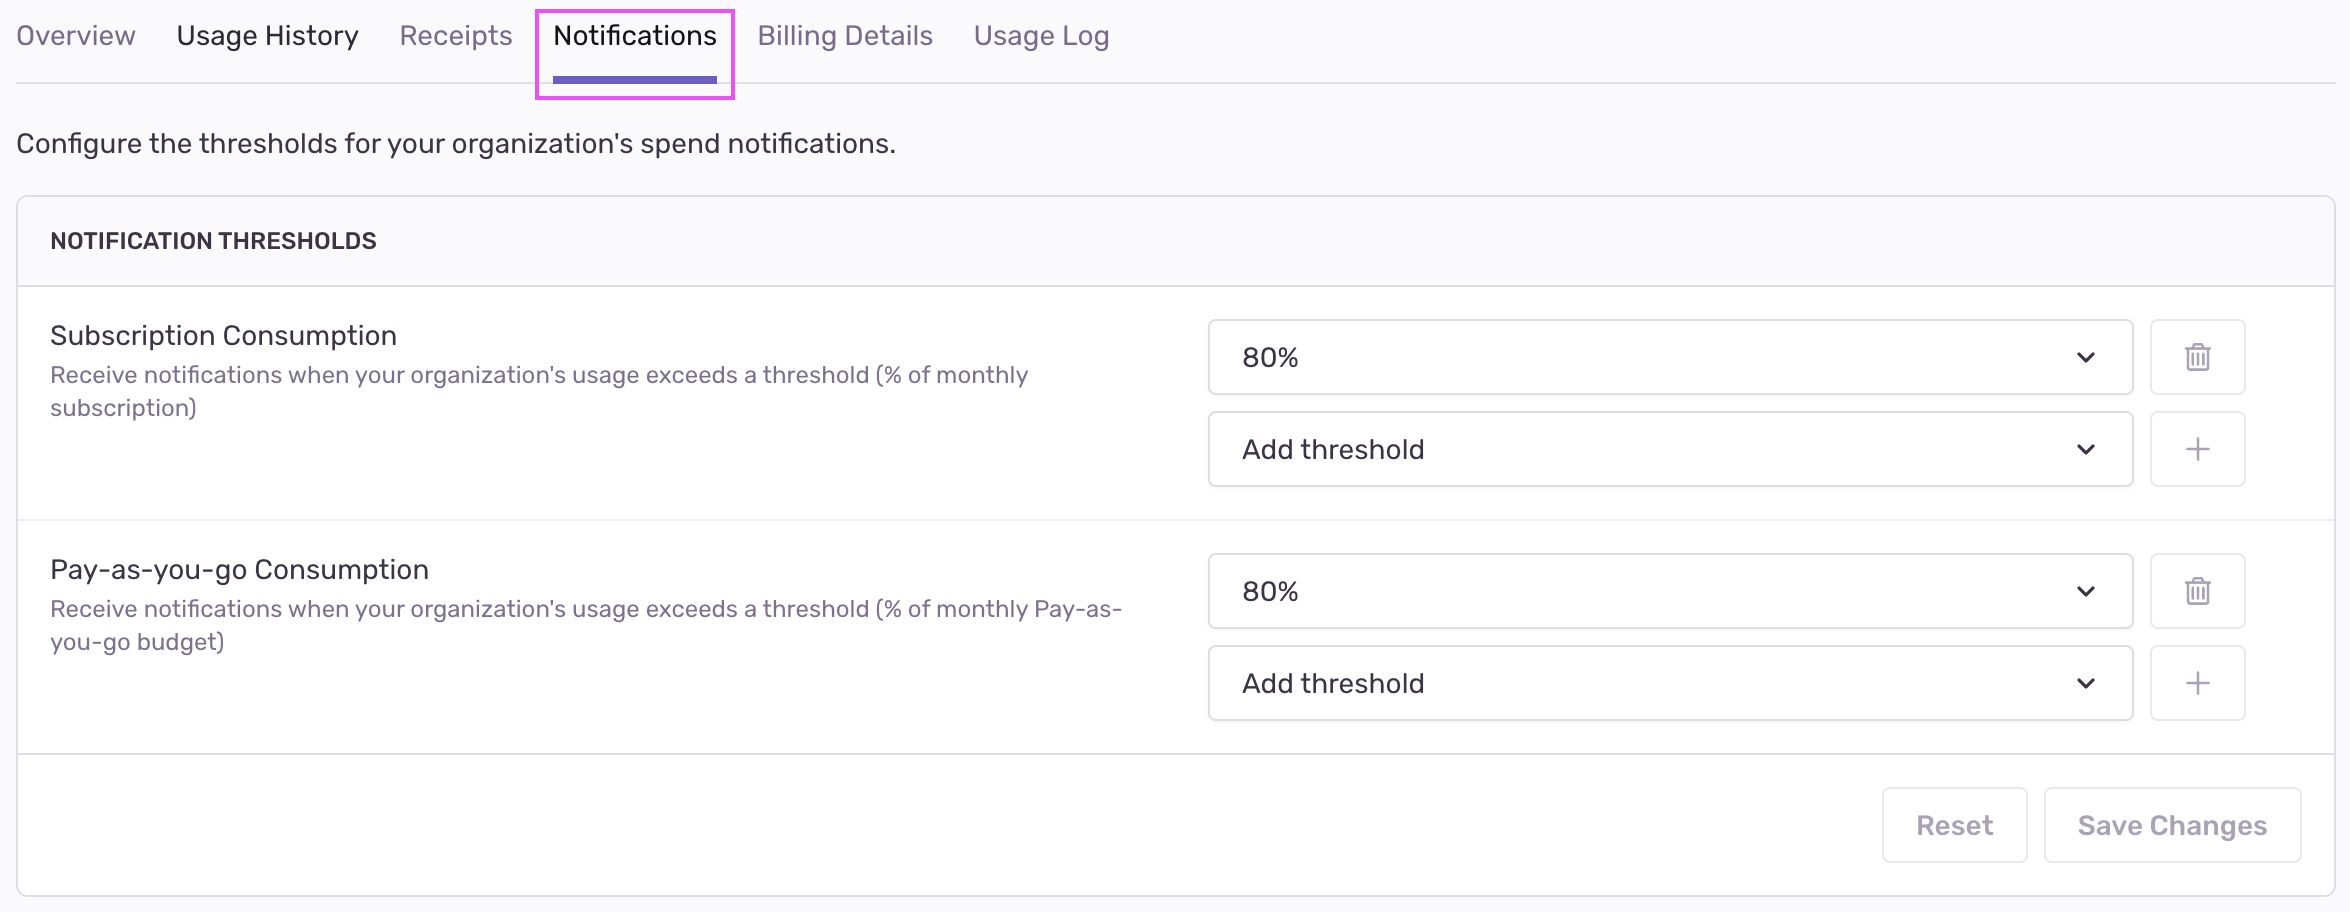 Overview Usage History Receipts Notifications Billing Details Usage Log
Configure the thresholds for your organization's spend notifications.
NOTIFICATION THRESHOLDS
Subscription Consumption
Receive notifications when your organization's usage exceeds a threshold (% of monthly
subscription)
80%
Add threshold
Pay-as-you-go Consumption
Receive notifications when your organization's usage exceeds a threshold (% of monthly Pay-as-
you-go budget)
80%
Add threshold
Reset Save Changes